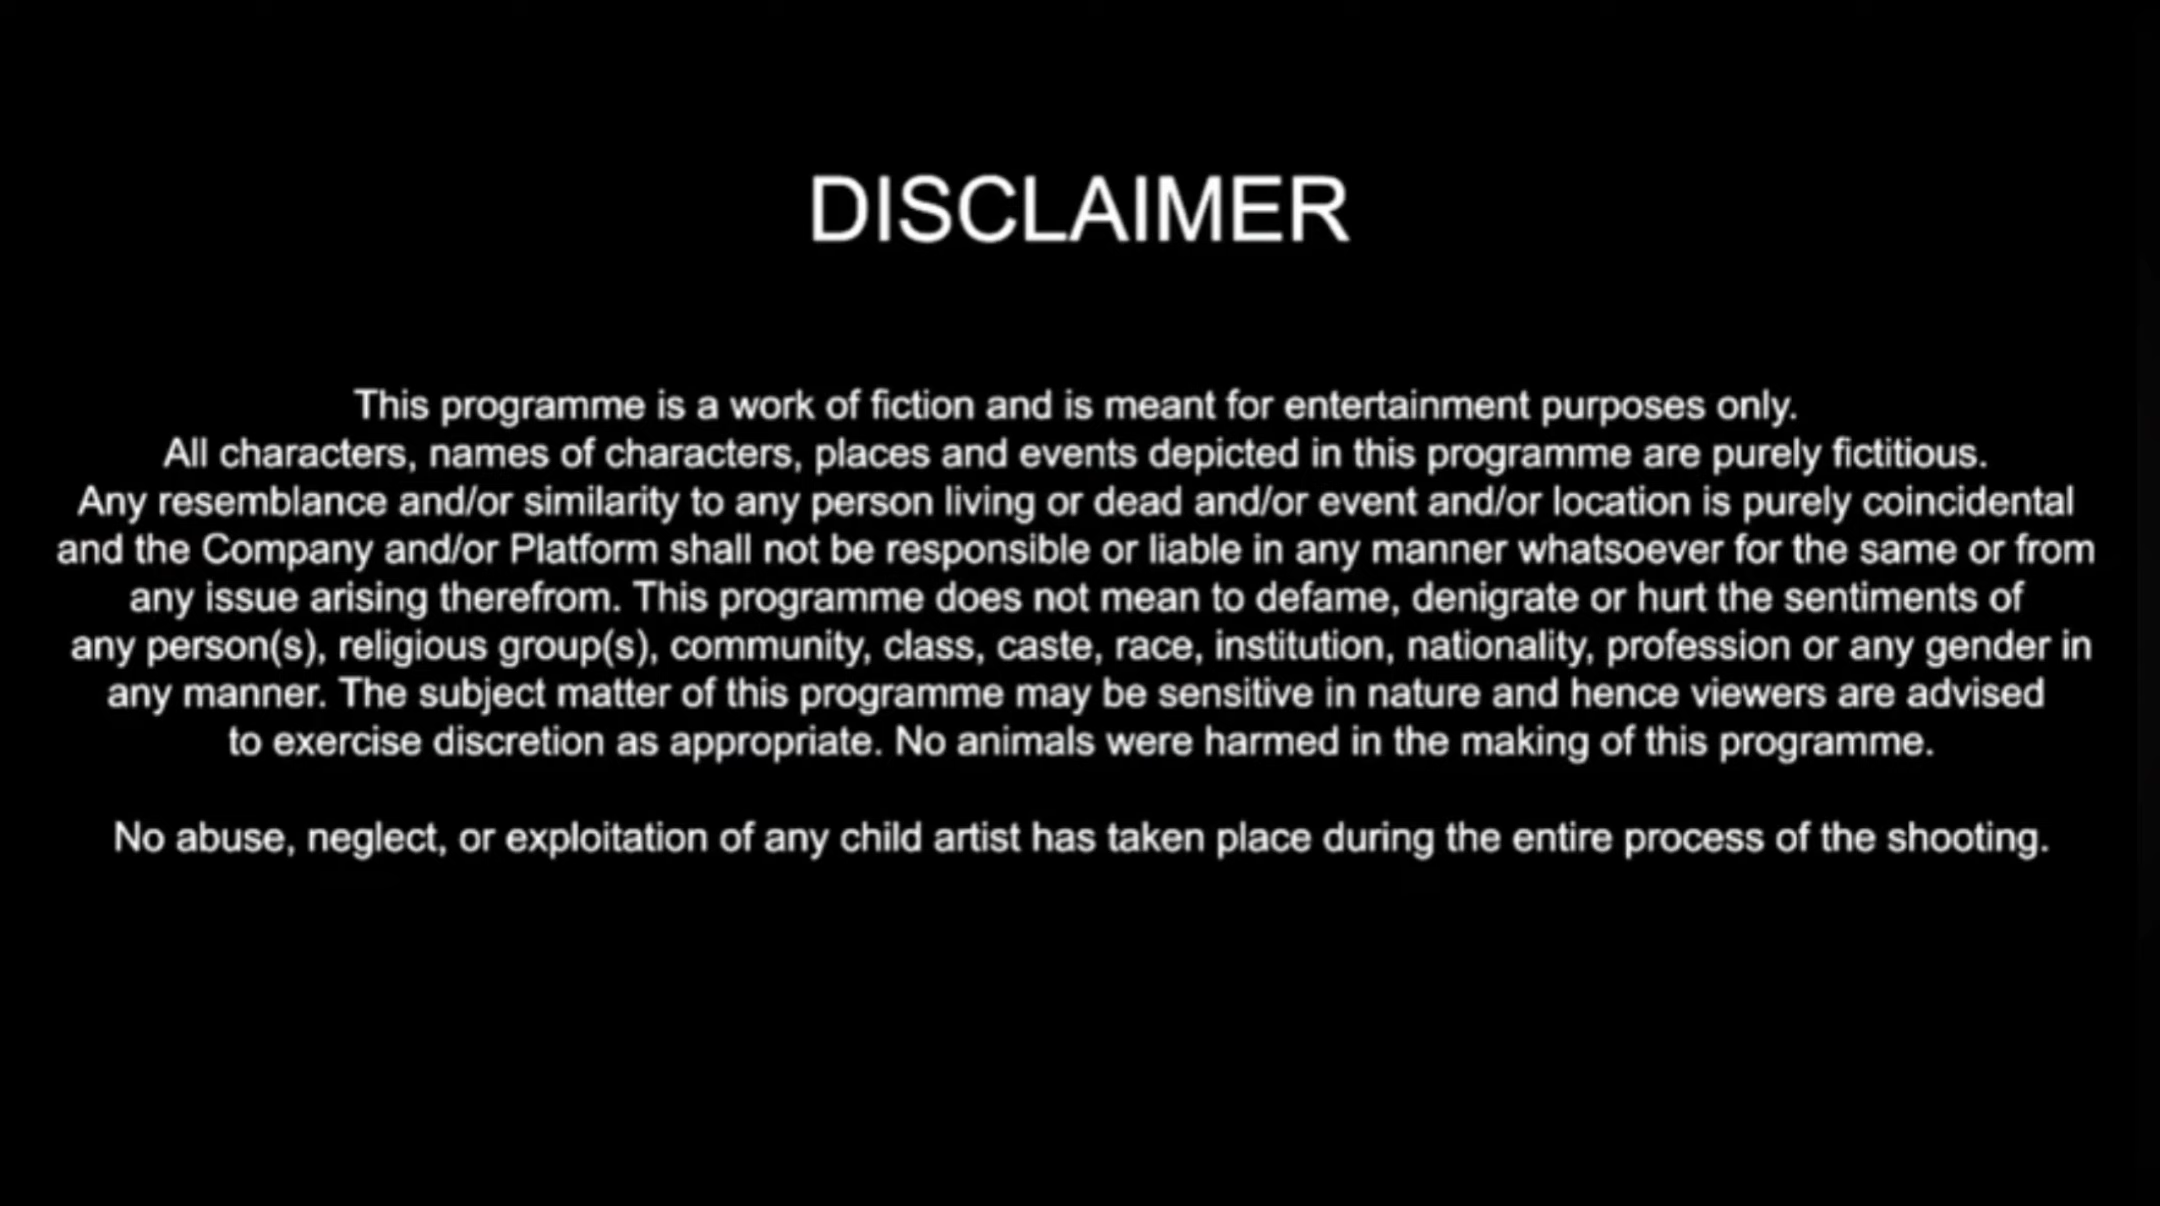 DISCLAIMER
This programme is a work of fiction and is meant for entertainment purposes only.
All characters, names of characters, places and events depicted in this programme are purely fictitious.
Any resemblance and/or similarity to any person living or dead and/or event and/or location is purely coincidental
and the Company and/or Platform shall not be responsible or liable in any manner whatsoever for the same or from
any issue arising therefrom. This programme does not mean to defame, denigrate or hurt the sentiments of
any person(s), religious group(s), community, class, caste, race, institution, nationality, profession or any gender in
any manner. The subject matter of this programme may be sensitive in nature and hence viewers are advised
to exercise discretion as appropriate. No animals were harmed in the making of this programme.
No abuse, neglect, or exploitation of any child artist has taken place during the entire process of the shooting.